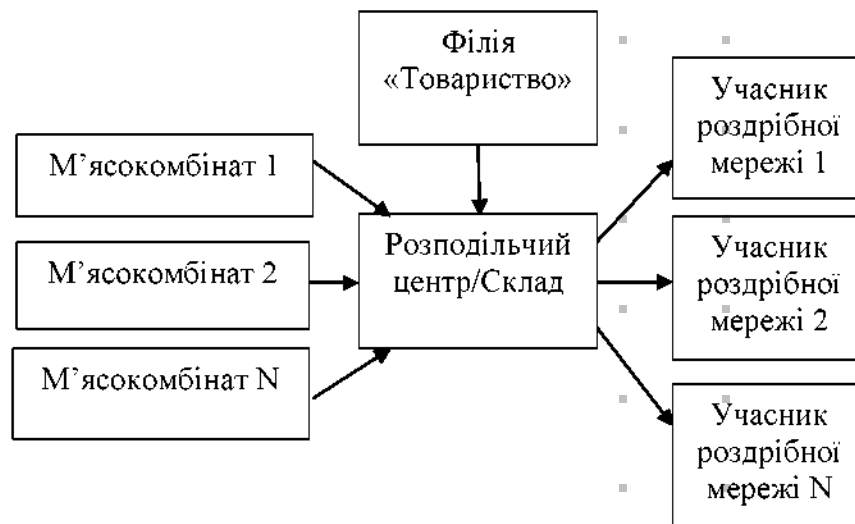 Філія
«Товариство»
М’ясокомбінат 1
М’ясокомбінат 2
М’ясокомбінат N
Розподільчий
центр/Склад
Учасник
роздрібної
мережі 1
Учасник
роздрібної
мережі 2
Учасник
роздрібної
мережі N